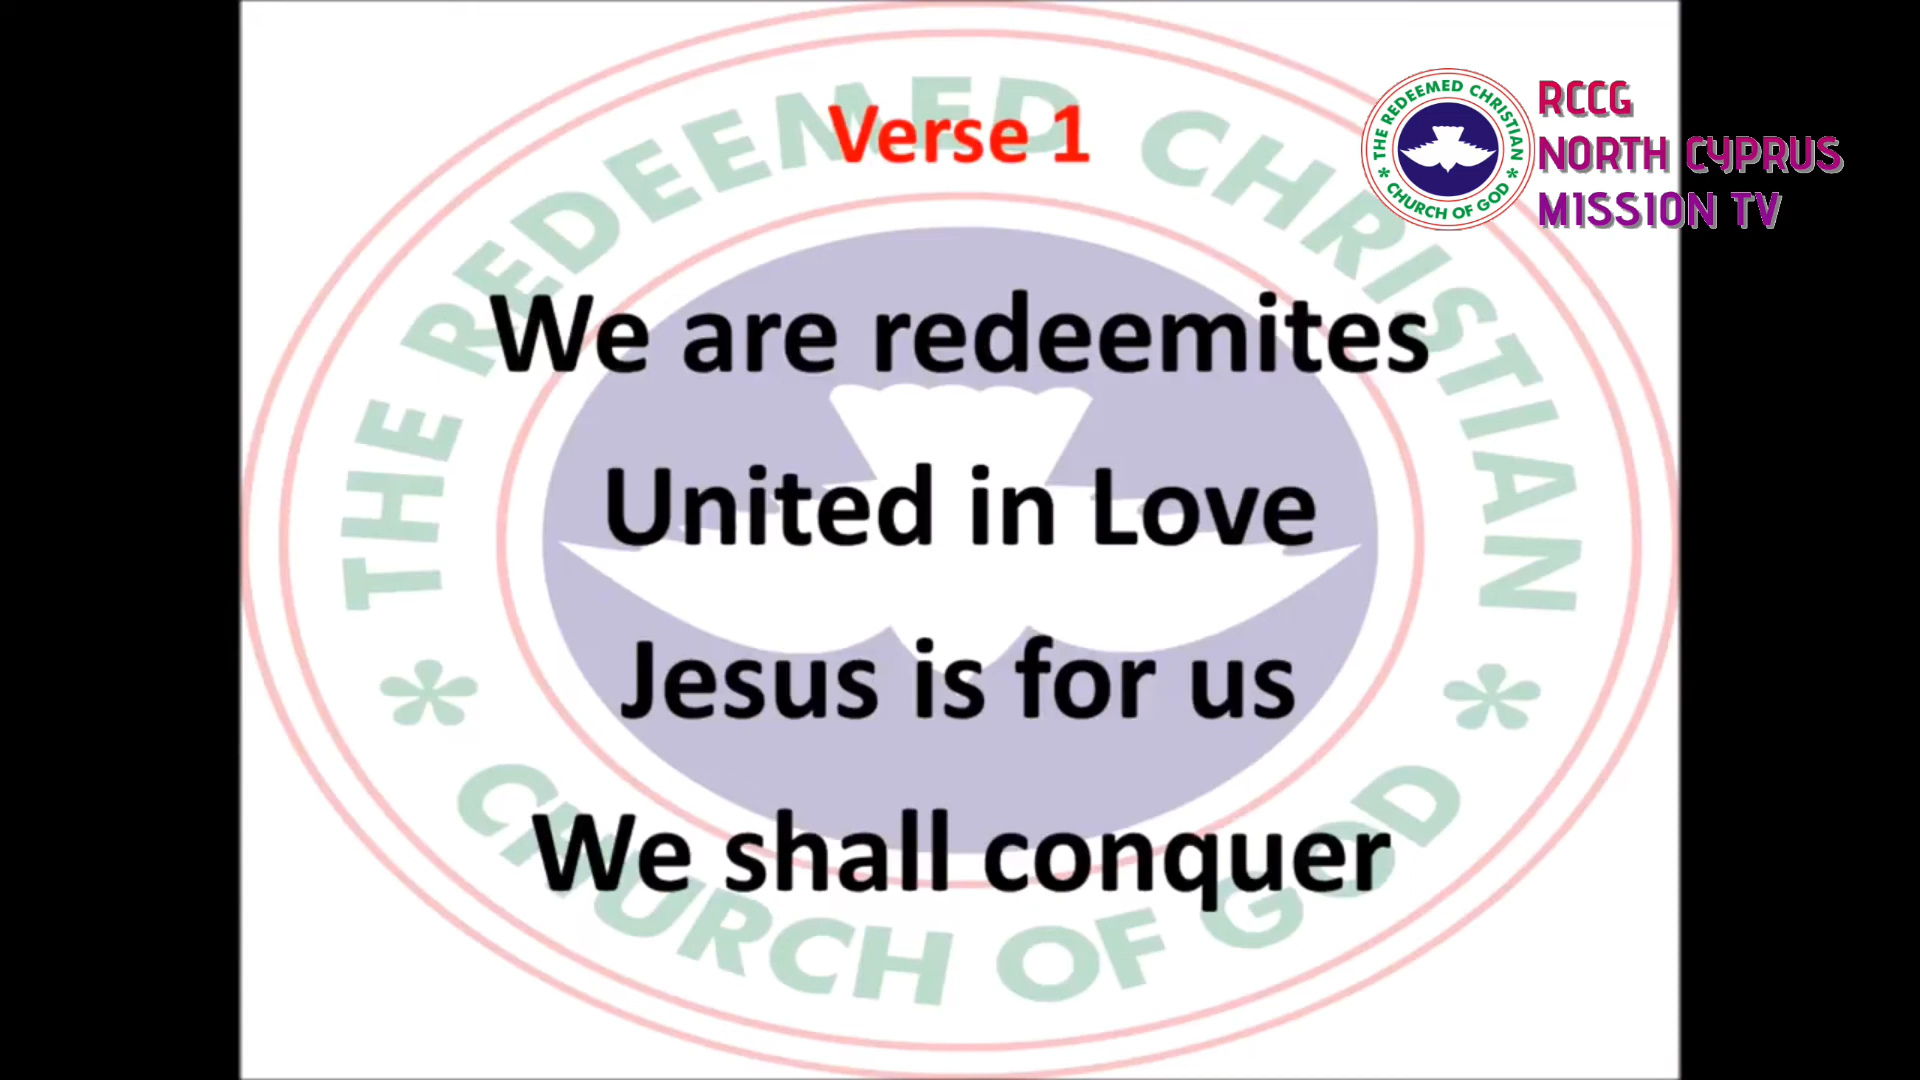 Verse 1
We are redeemites
United in Love
Jesus is for us
We shall conquer
THE REDEEMED CHRISTIAN
* CHURCH OF GOD *
THE REDEEMED CHRISTIAN
* CHURCH OF GOD *
RCCG
NORTH CYPRUS
MISSION TV